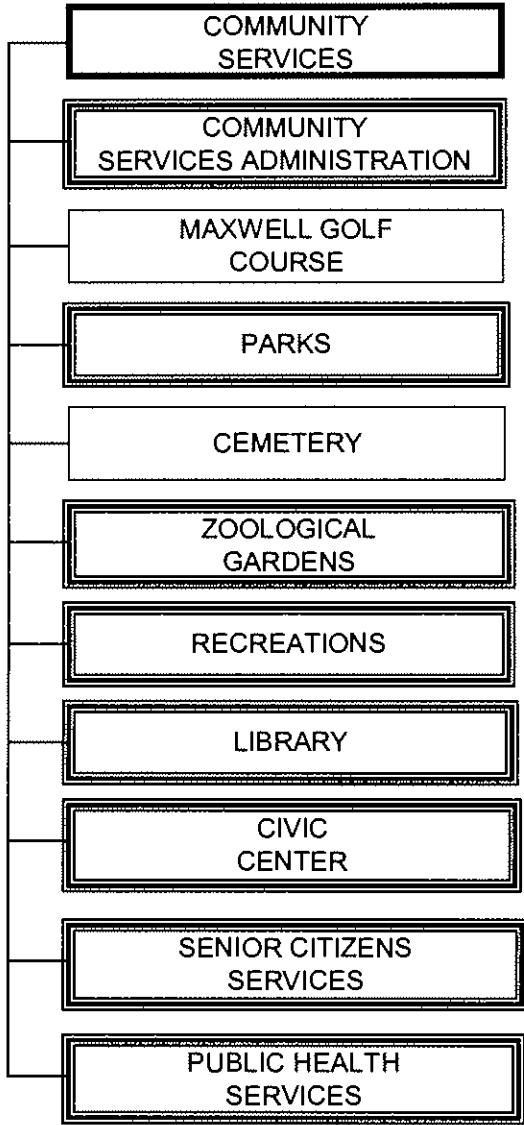 COMMUNITY
SERVICES
COMMUNITY
SERVICES ADMINISTRATION
MAXWELL GOLF
COURSE
PARKS
CEMETERY
ZOOLOGICAL
GARDENS
RECREATIONS
LIBRARY
CIVIC
CENTER
SENIOR CITIZENS
SERVICES
PUBLIC HEALTH
SERVICES